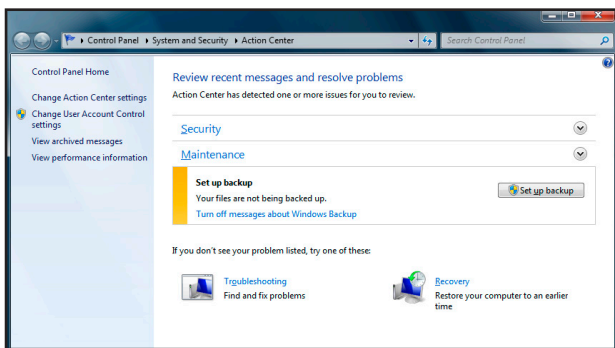 Control Panel ▸ System and Security ▸ Action Center
Search Control Panel
Control Panel Home
Change Action Center settings
Change User Account Control
settings
View archived messages
View performance information
Review recent messages and resolve problems
Action Center has detected one or more issues for you to review.
Security
Maintenance
Set up backup
Your files are not being backed up.
Turn off messages about Windows Backup
Set up backup
If you don't see your problem listed, try one of these:
Troubleshooting
Find and fix problems
Recovery
Restore your computer to an earlier
time